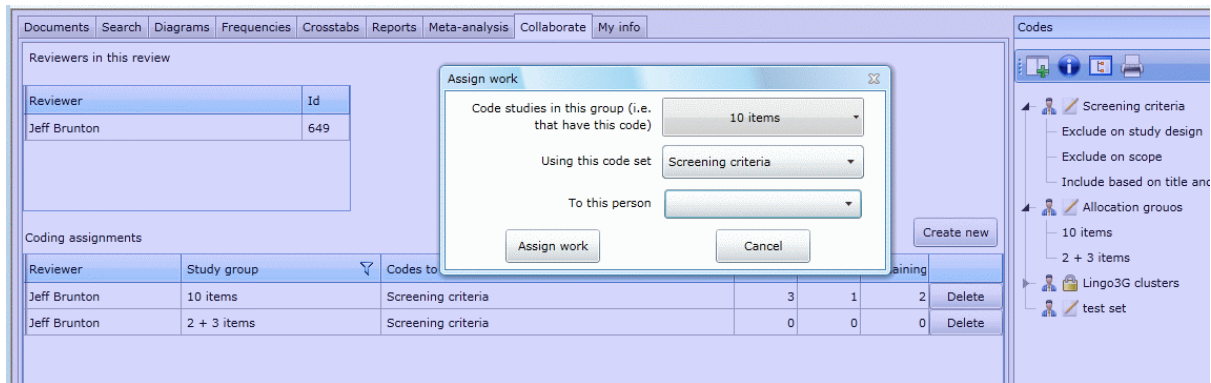 Documents Search Diagrams Frequencies Crosstabs Reports Meta-analysis Collaborate My info
Codes
Reviewers in this review
Reviewer Id
Jeff Brunton 649
Assign work
Code studies in this group (i.e.
that have this code)
10 items
Using this code set
Screening criteria
To this person
Assign work
Cancel
Create new
Coding assignments
Reviewer Study group Codes to aining
Jeff Brunton 10 items Screening criteria 3 1 2 Delete
Jeff Brunton 2 + 3 items Screening criteria 0 0 0 Delete
Screening criteria
Exclude on study design
Exclude on scope
Include based on title and
Allocation gruoos
10 items
2 + 3 items
Lingo3G clusters
test set